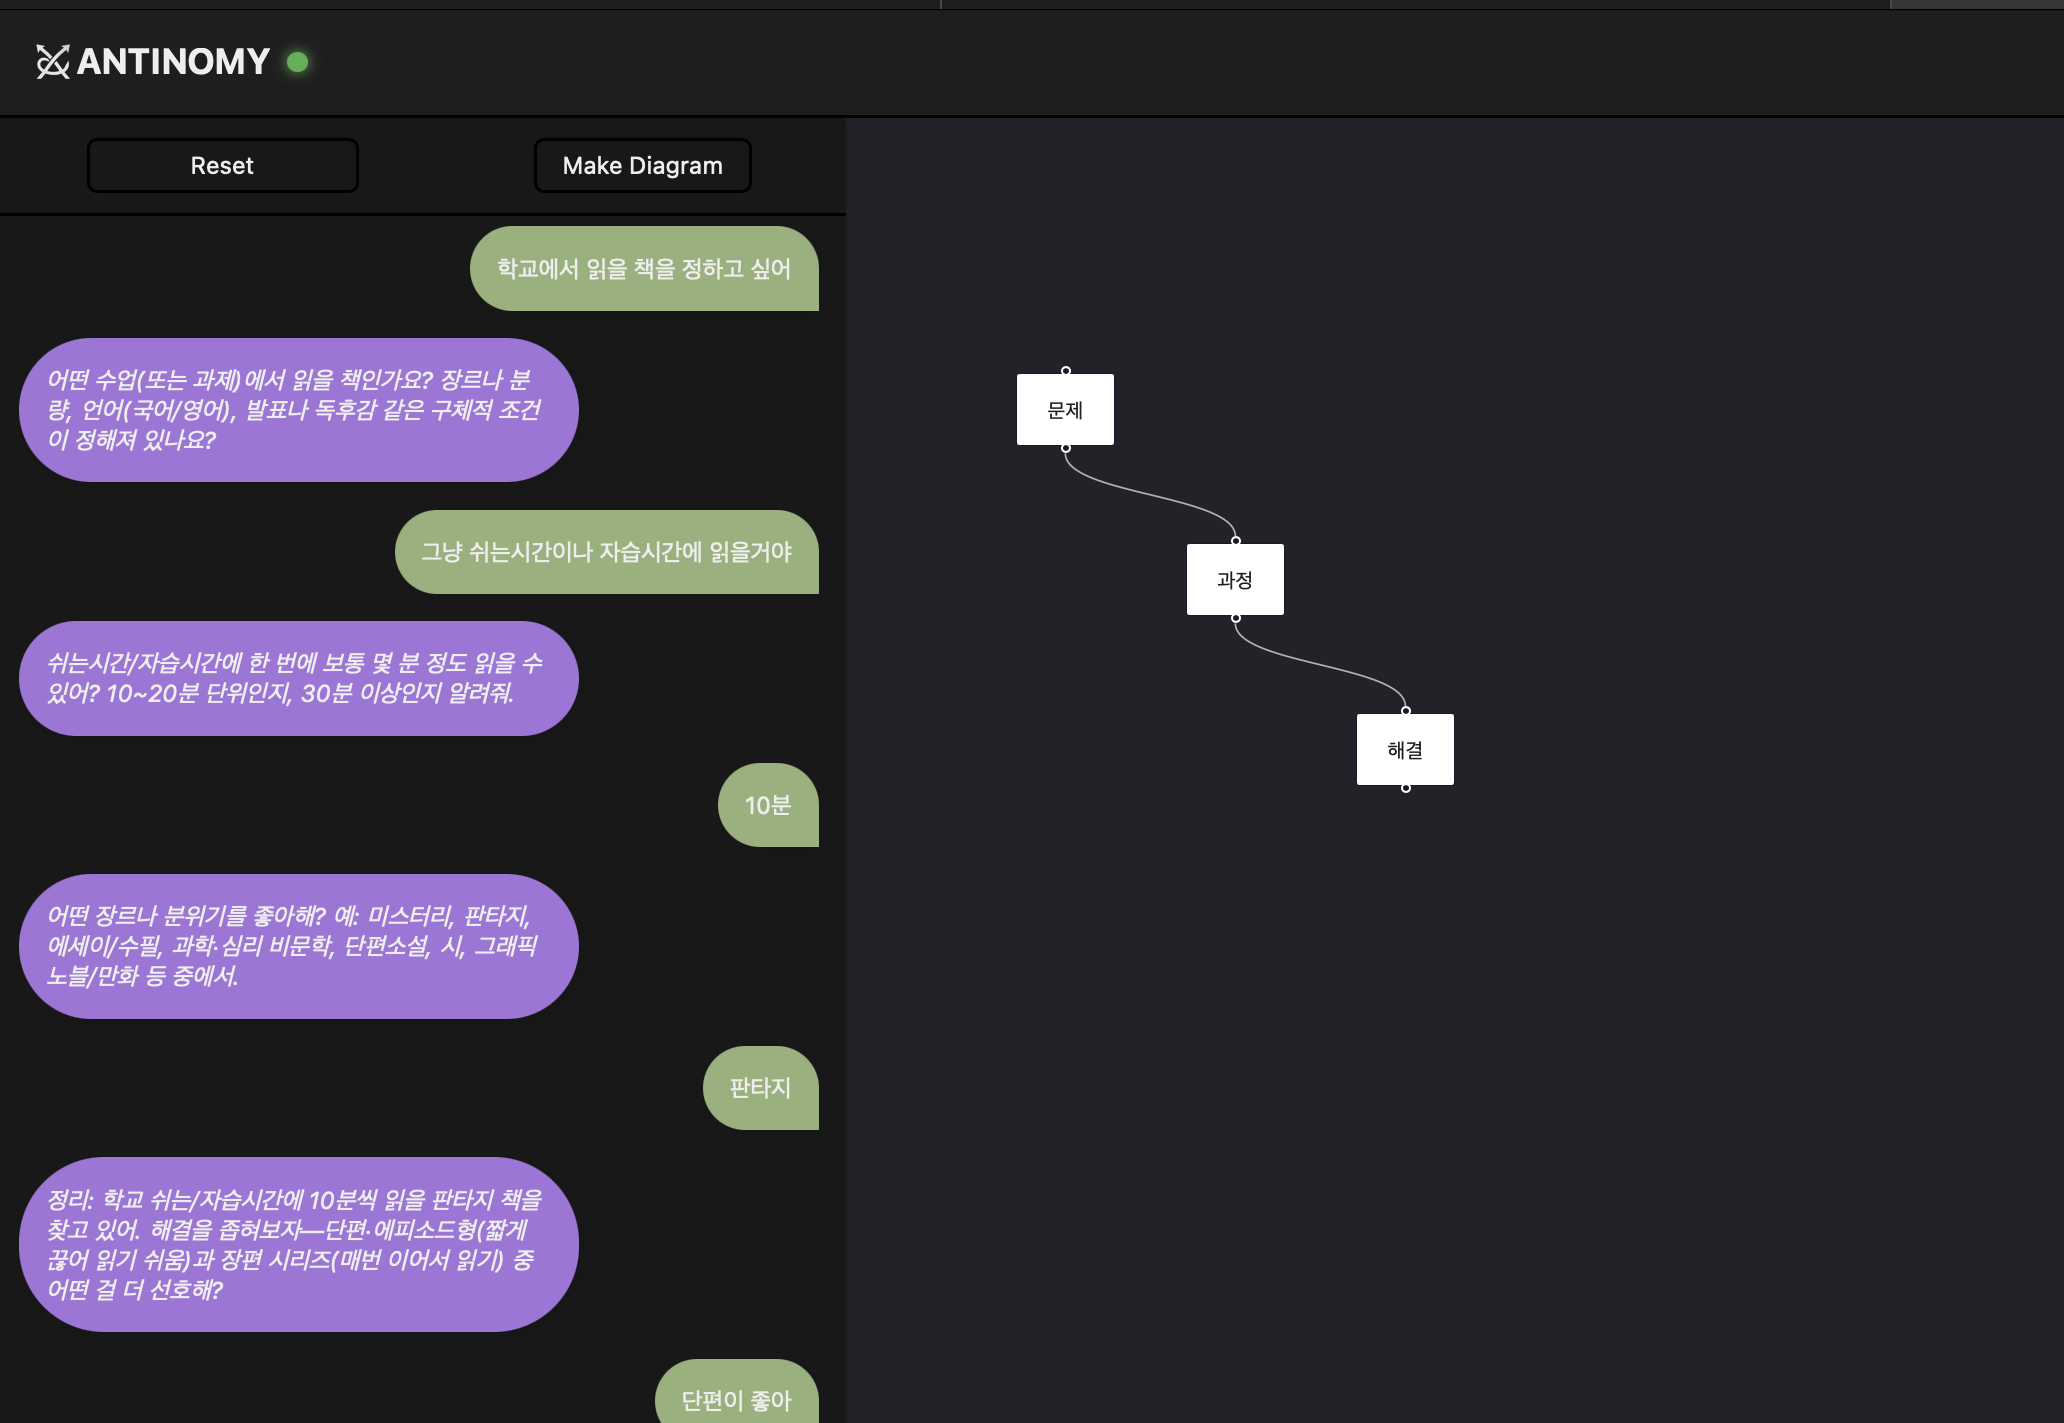 ANTINOMY
Reset
Make Diagram
학교에서 읽을 책을 정하고 싶어
어떤 수업(또는 과제)에서 읽을 책인가요? 장르나 분
량, 언어(국어/영어), 발표나 독후감 같은 구체적 조건
이 정해져 있나요?
그냥 쉬는시간이나 자습시간에 읽을거야
쉬는시간/자습시간에 한 번에 보통 몇 분 정도 읽을 수
있어? 10~20분 단위인지, 30분 이상인지 알려줘.
10분
어떤 장르나 분위기를 좋아해? 예: 미스터리, 판타지,
에세이/수필, 과학·심리 비문학, 단편소설, 시, 그래픽
노블/만화 등 중에서.
판타지
정리: 학교 쉬는/자습시간에 10분씩 읽을 판타지 책을
찾고 있어. 해결을 좁혀보자—단편·에피소드형(짧게
끊어 읽기 쉬움)과 장편 시리즈(매번 이어서 읽기) 중
어떤 걸 더 선호해?
단편이 좋아
문제
과정
해결